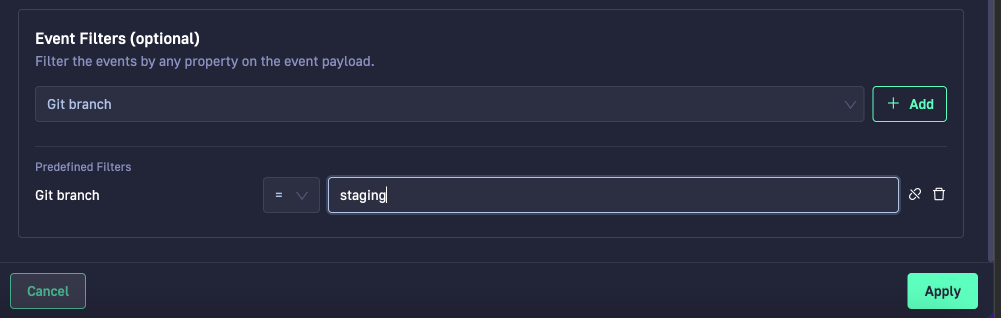 Event Filters (optional)
Filter the events by any property on the event payload.
Git branch
+ Add
Predefined Filters
Git branch = staging
Cancel Apply